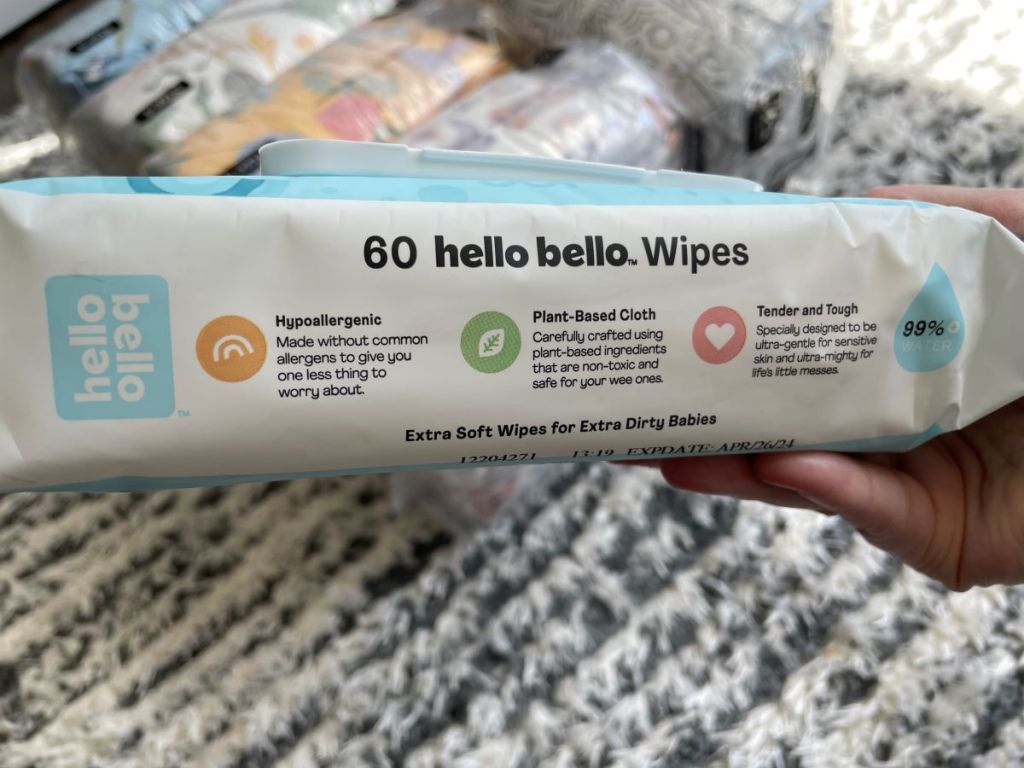 60 hello bello™ Wipes
hello
bello
™
Hypoallergenic
Made without common
allergens to give you
one less thing to
worry about.
Plant-Based Cloth
Carefully crafted using
plant-based ingredients
that are non-toxic and
safe for your wee ones.
Tender and Tough
Specially designed to be
ultra-gentle for sensitive
skin and ultra-mighty for
life's little messes.
99%+
WATER
Extra Soft Wipes for Extra Dirty Babies
12204271 13:19 EXPDATE: APR/26/24